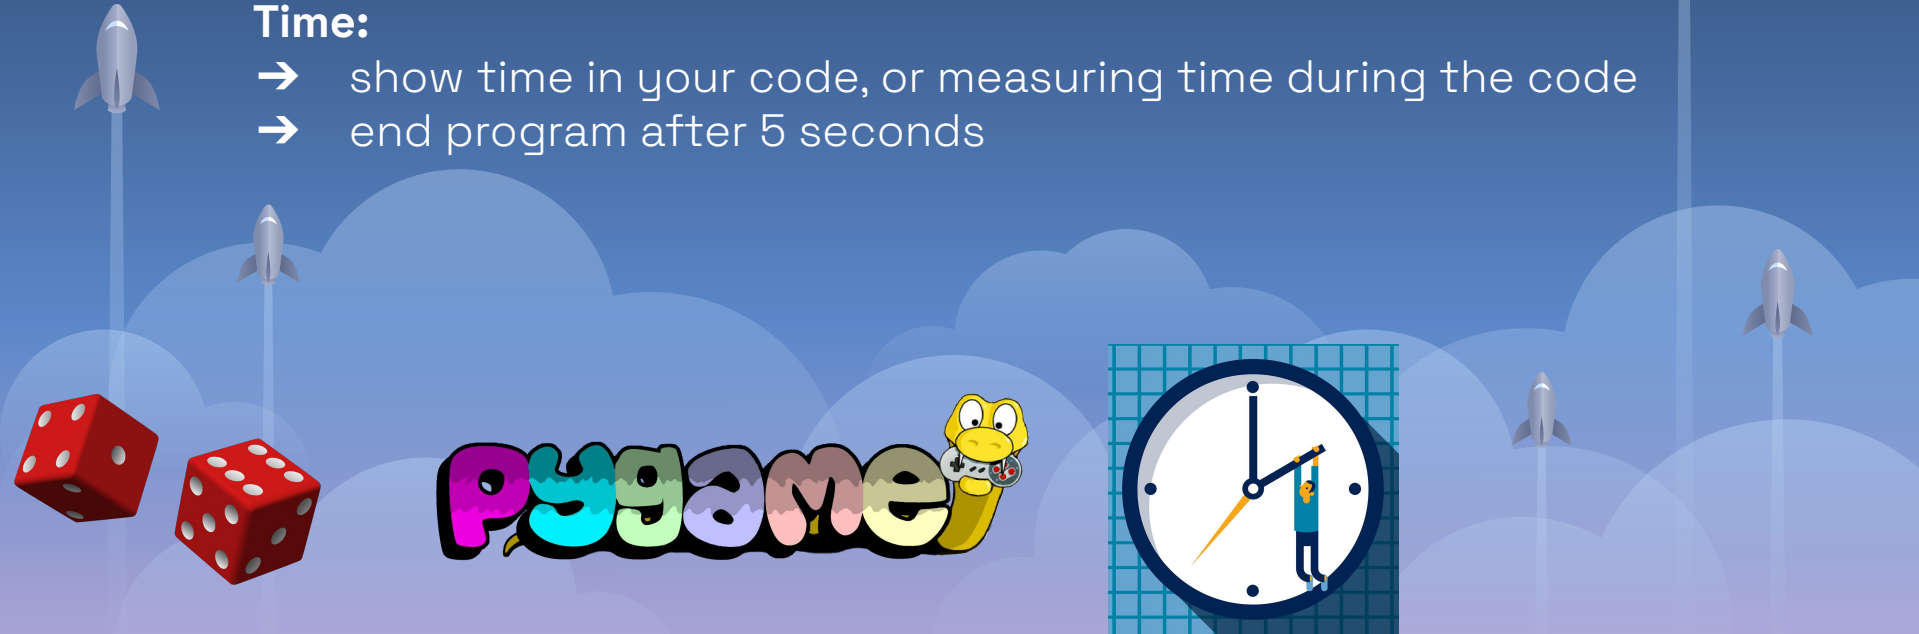 Time:
➔ show time in your code, or measuring time during the code
➔ end program after 5 seconds
pygame